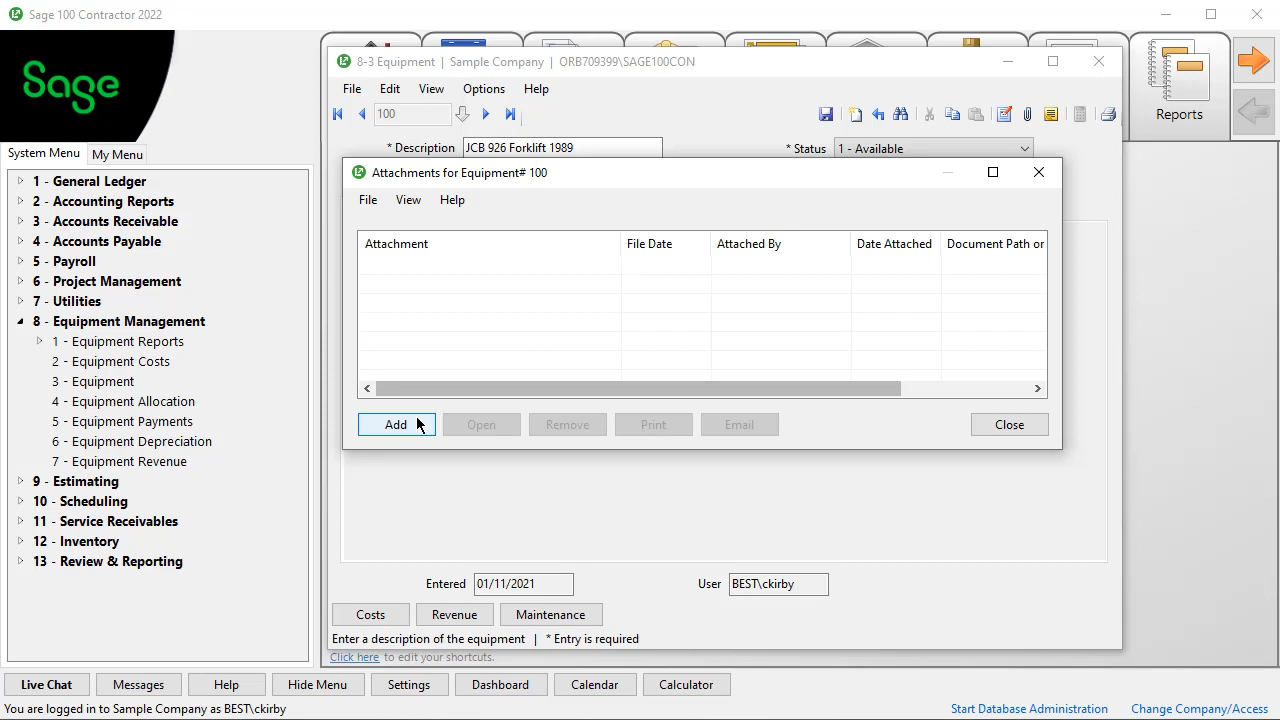 Sage 100 Contractor 2022
Sage
System Menu
My Menu
1 - General Ledger
2 - Accounting Reports
3 - Accounts Receivable
4 - Accounts Payable
5 - Payroll
6 - Project Management
7 - Utilities
8 - Equipment Management
1 - Equipment Reports
2 - Equipment Costs
3 - Equipment
4 - Equipment Allocation
5 - Equipment Payments
6 - Equipment Depreciation
7 - Equipment Revenue
9 - Estimating
10 - Scheduling
11 - Service Receivables
12 - Inventory
13 - Review & Reporting
Reports
8-3 Equipment | Sample Company | ORB709399\SAGE100CON
File Edit View Options Help
100
* Description JCB 926 Forklift 1989 * Status 1 - Available
Attachments for Equipment# 100
File View Help
Attachment File Date Attached By Date Attached Document Path or
Add Open Remove Print Email Close
Entered 01/11/2021 User BEST\ckirby
Costs Revenue Maintenance
Enter a description of the equipment | * Entry is required
Click here to edit your shortcuts.
Live Chat Messages Help Hide Menu Settings Dashboard Calendar Calculator
You are logged in to Sample Company as BEST\ckirby
Start Database Administration Change Company/Access